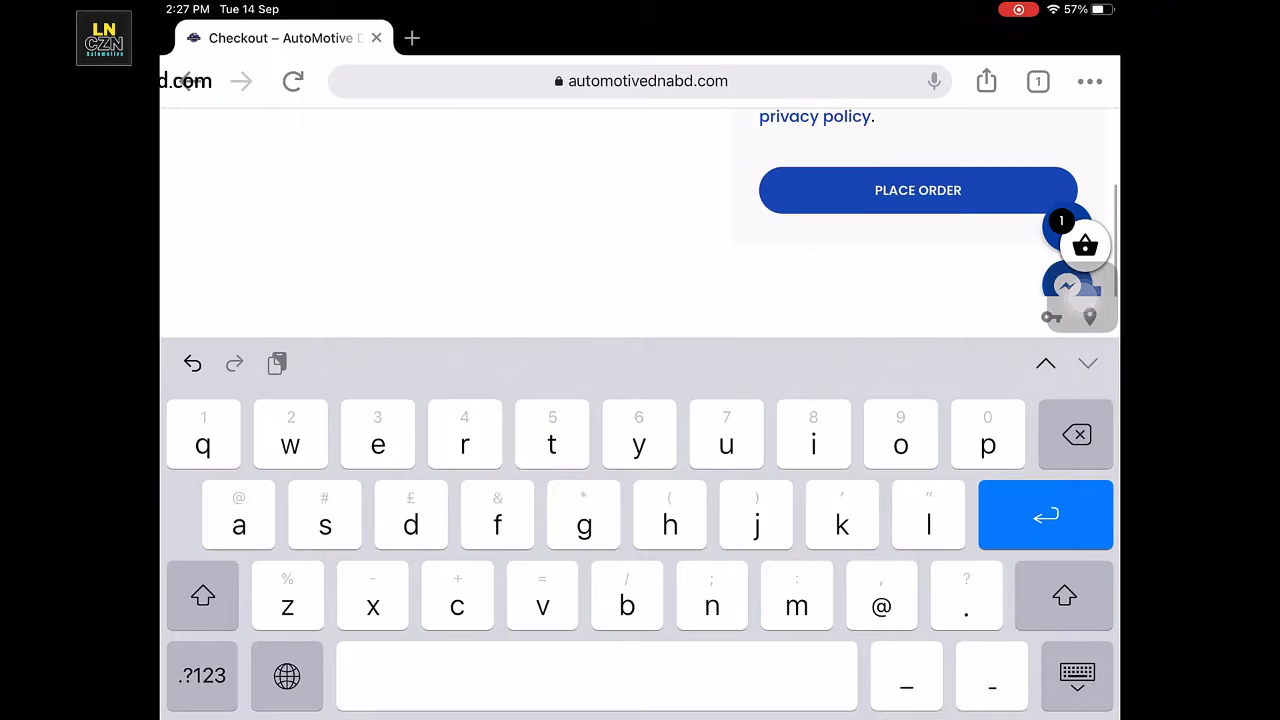 2:27 PM Tue 14 Sep
57%
LN
CZN
Automotive
Checkout – AutoMotive D
d.com
automotivednabd.com
1
privacy policy.
PLACE ORDER
1
1 2 3 4 5 6 7 8 9 0
q w e r t y u i o p
@ # £ & * ( ) ' "
a s d f g h j k l
% - + = / ; : , ?
z x c v b n m @ .
.?123 _ -